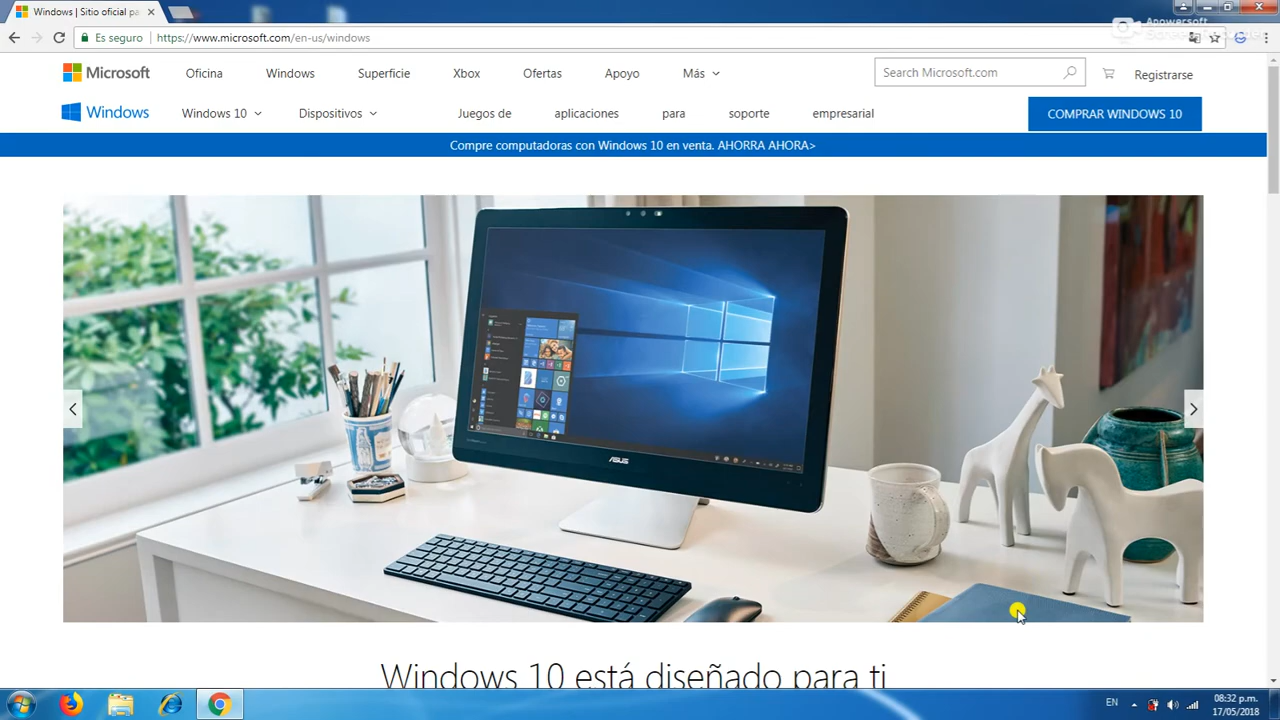 Windows | Sitio oficial pa
Apowersoft
Screen Recorder
Es seguro
https://www.microsoft.com/en-us/windows
Microsoft Oficina Windows Superficie Xbox Ofertas Apoyo Más Search Microsoft.com Registrarse
Windows Windows 10 Dispositivos Juegos de aplicaciones para soporte empresarial COMPRAR WINDOWS 10
Compre computadoras con Windows 10 en venta. AHORRA AHORA>
ASUS
Windows 10 está diseñado para ti
EN
08:32 p.m.
17/05/2018